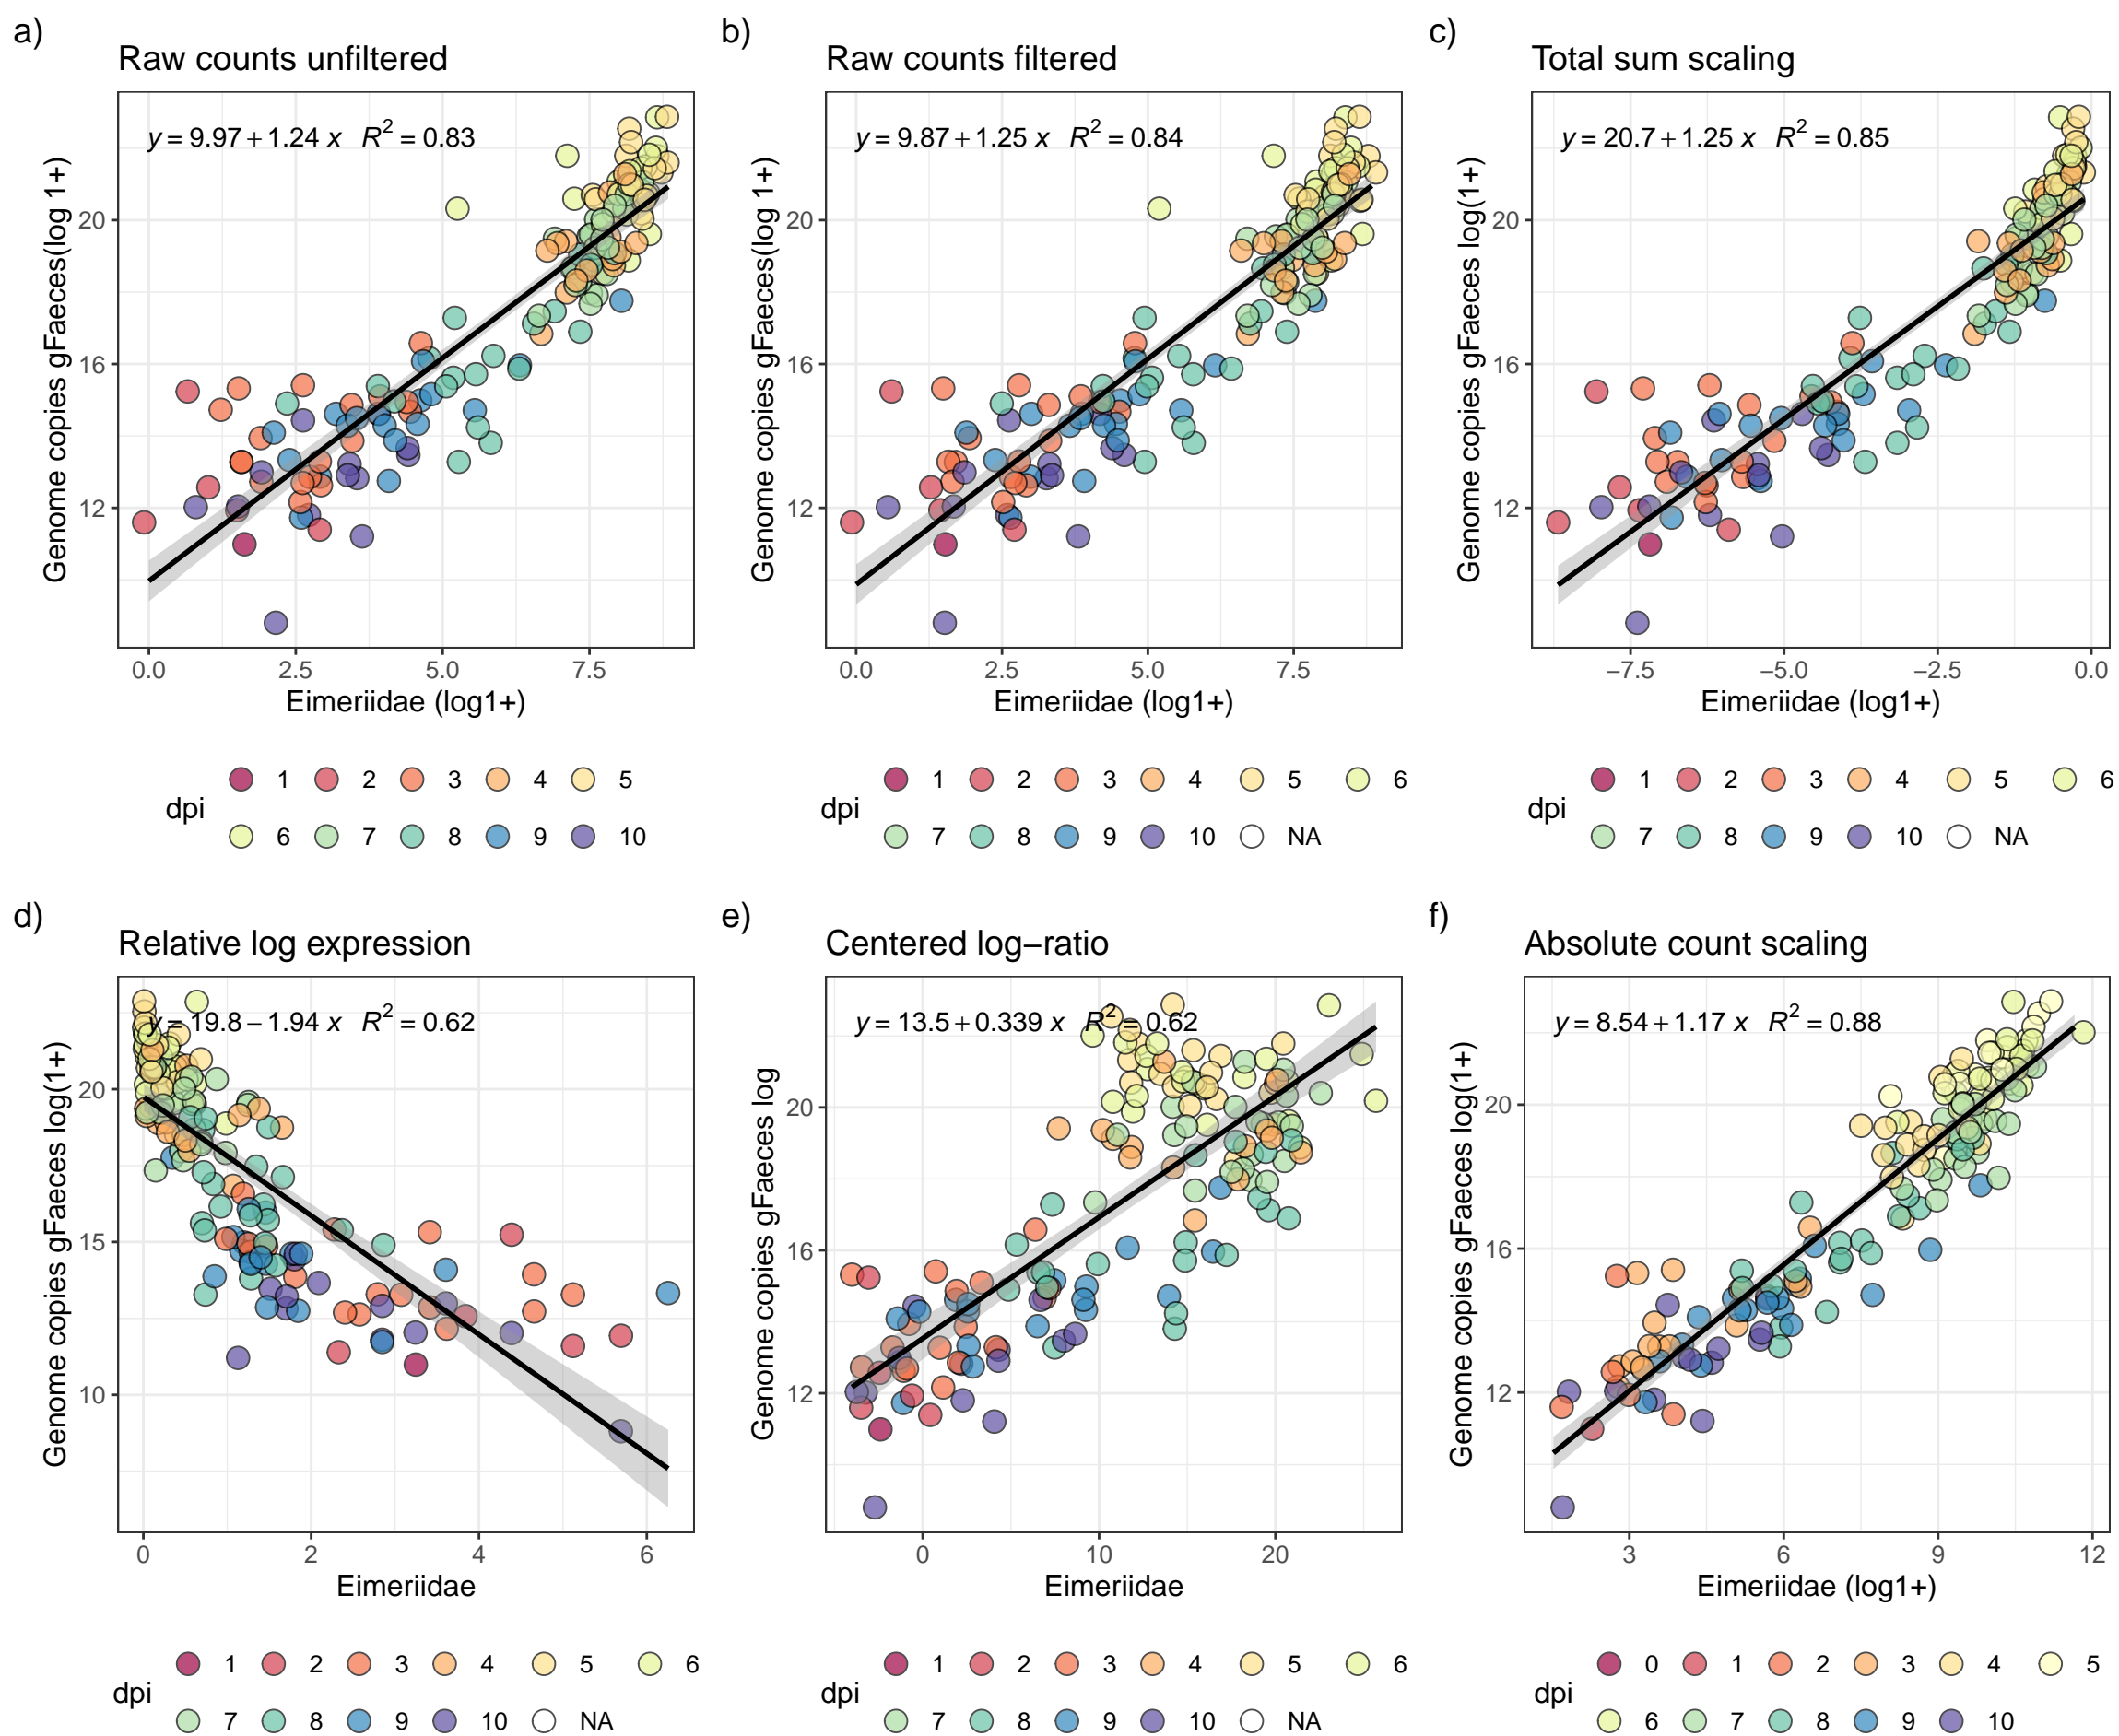 a)
Raw counts unfiltered
y = 9.97 + 1.24 x R² = 0.83
Genome copies gFaeces(log 1+)
20
16
12
0.0 2.5 5.0 7.5
Eimeriidae (log1+)
dpi
1 2 3 4 5
6 7 8 9 10
b)
Raw counts filtered
y = 9.87 + 1.25 x R² = 0.84
Genome copies gFaeces(log 1+)
20
16
12
0.0 2.5 5.0 7.5
Eimeriidae (log1+)
dpi
1 2 3 4 5 6
7 8 9 10 NA
c)
Total sum scaling
y = 20.7 + 1.25 x R² = 0.85
Genome copies gFaeces log(1+)
20
16
12
−7.5 −5.0 −2.5 0.0
Eimeriidae (log1+)
dpi
1 2 3 4 5 6
7 8 9 10 NA
d)
Relative log expression
y = 19.8 − 1.94 x R² = 0.62
Genome copies gFaeces log(1+)
20
15
10
0 2 4 6
Eimeriidae
dpi
1 2 3 4 5 6
7 8 9 10 NA
e)
Centered log−ratio
y = 13.5 + 0.339 x R² = 0.62
Genome copies gFaeces log
20
16
12
0 10 20
Eimeriidae
dpi
1 2 3 4 5 6
7 8 9 10 NA
f)
Absolute count scaling
y = 8.54 + 1.17 x R² = 0.88
Genome copies gFaeces log(1+)
20
16
12
3 6 9 12
Eimeriidae (log1+)
dpi
0 1 2 3 4 5
6 7 8 9 10